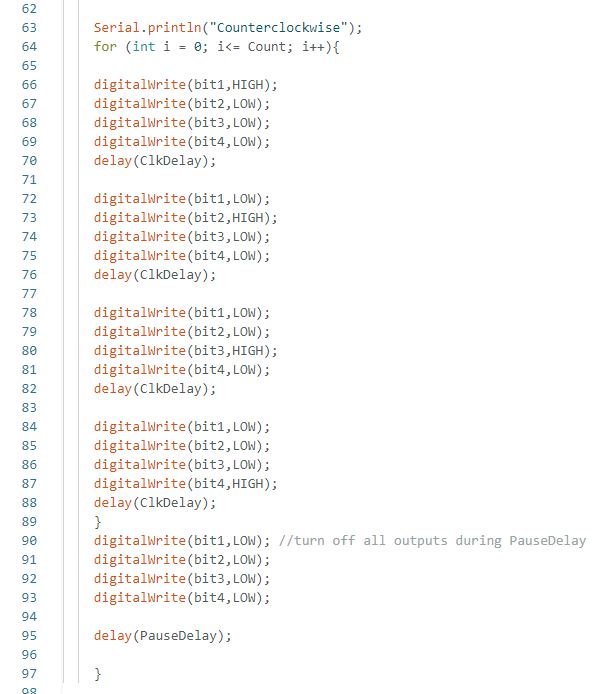 62
63 Serial.println("Counterclockwise");
64 for (int i = 0; i<= Count; i++){
65
66 digitalWrite(bit1,HIGH);
67 digitalWrite(bit2,LOW);
68 digitalWrite(bit3,LOW);
69 digitalWrite(bit4,LOW);
70 delay(ClkDelay);
71
72 digitalWrite(bit1,LOW);
73 digitalWrite(bit2,HIGH);
74 digitalWrite(bit3,LOW);
75 digitalWrite(bit4,LOW);
76 delay(ClkDelay);
77
78 digitalWrite(bit1,LOW);
79 digitalWrite(bit2,LOW);
80 digitalWrite(bit3,HIGH);
81 digitalWrite(bit4,LOW);
82 delay(ClkDelay);
83
84 digitalWrite(bit1,LOW);
85 digitalWrite(bit2,LOW);
86 digitalWrite(bit3,LOW);
87 digitalWrite(bit4,HIGH);
88 delay(ClkDelay);
89 }
90 digitalWrite(bit1,LOW); //turn off all outputs during PauseDelay
91 digitalWrite(bit2,LOW);
92 digitalWrite(bit3,LOW);
93 digitalWrite(bit4,LOW);
94
95 delay(PauseDelay);
96
97 }
98